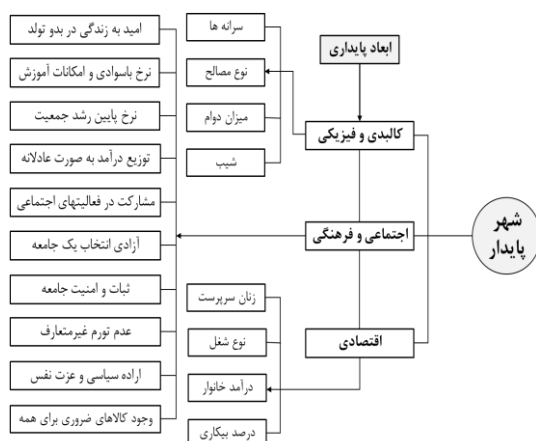 شهر
پایدار
ابعاد پایداری
کالبدی و فیزیکی
اجتماعی و فرهنگی
اقتصادی
سرانه ها
نوع مصالح
میزان دوام
شیب
زنان سرپرست
نوع شغل
درآمد خانوار
درصد بیکاری
امید به زندگی در بدو تولد
نرخ باسوادی و امکانات آموزش
نرخ پایین رشد جمعیت
توزیع درآمد به صورت عادلانه
مشارکت در فعالیتهای اجتماعی
آزادی انتخاب یک جامعه
ثبات و امنیت جامعه
عدم تورم غیرمتعارف
اراده سیاسی و عزت نفس
وجود کالاهای ضروری برای همه